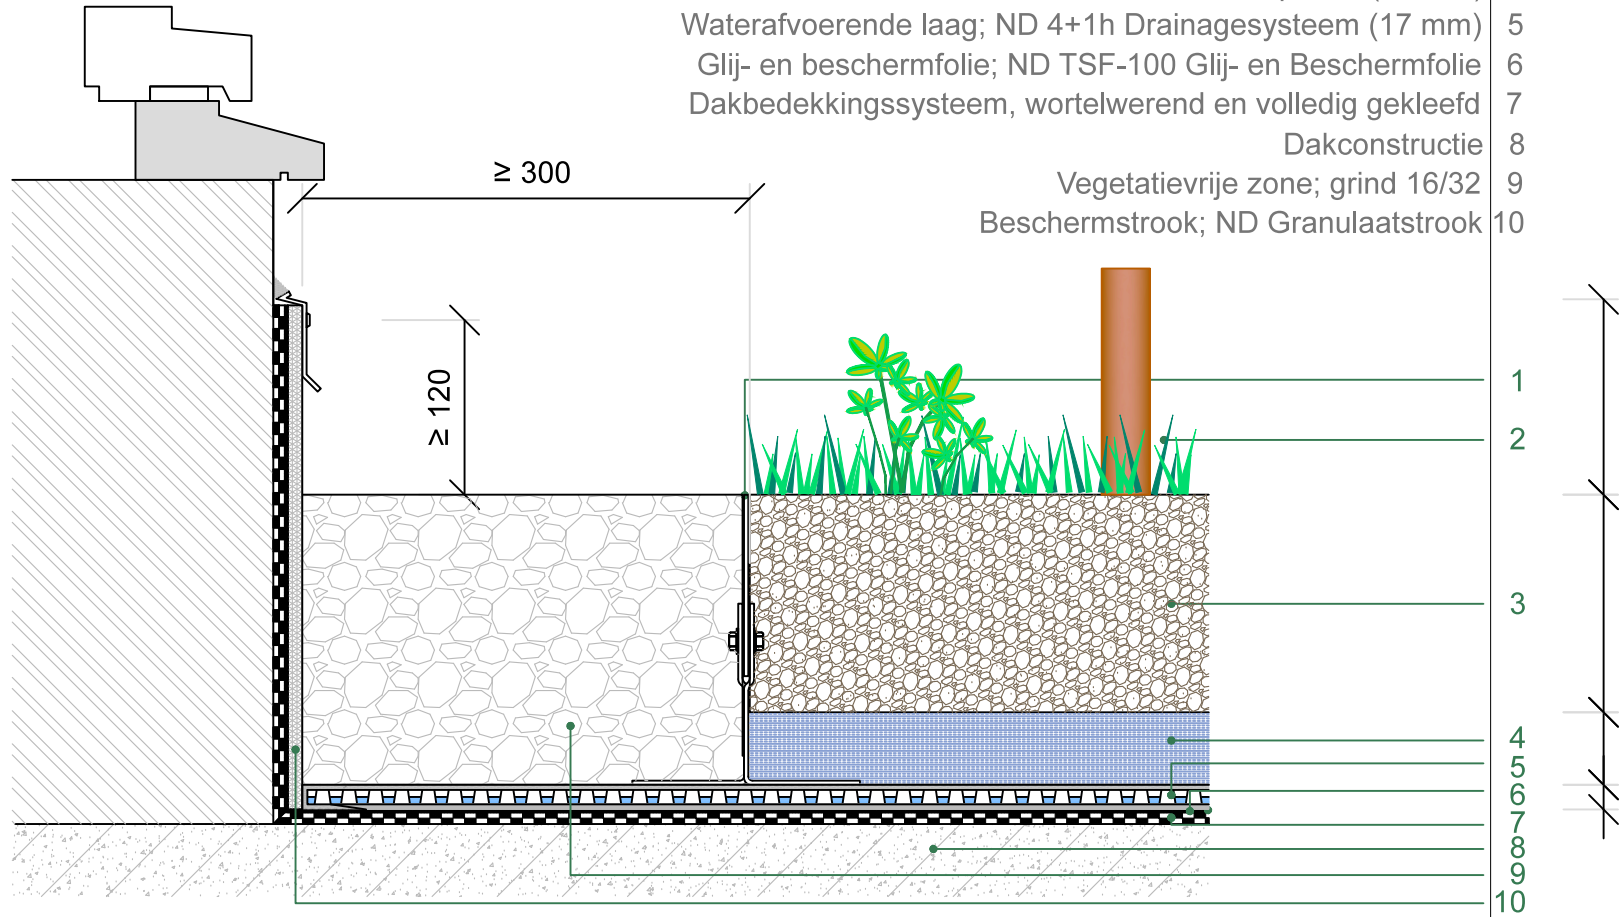 Waterafvoerende laag; ND 4+1h Drainagesysteem (17 mm) 5
Glij- en beschermfolie; ND TSF-100 Glij- en Beschermfolie 6
Dakbedekkingssysteem, wortelwerend en volledig gekleefd 7
Dakconstructie 8
Vegetatievrije zone; grind 16/32 9
Beschermstrook; ND Granulaatstrook 10
≥ 300
≥ 120
1
2
3
4
5
6
7
8
9
10